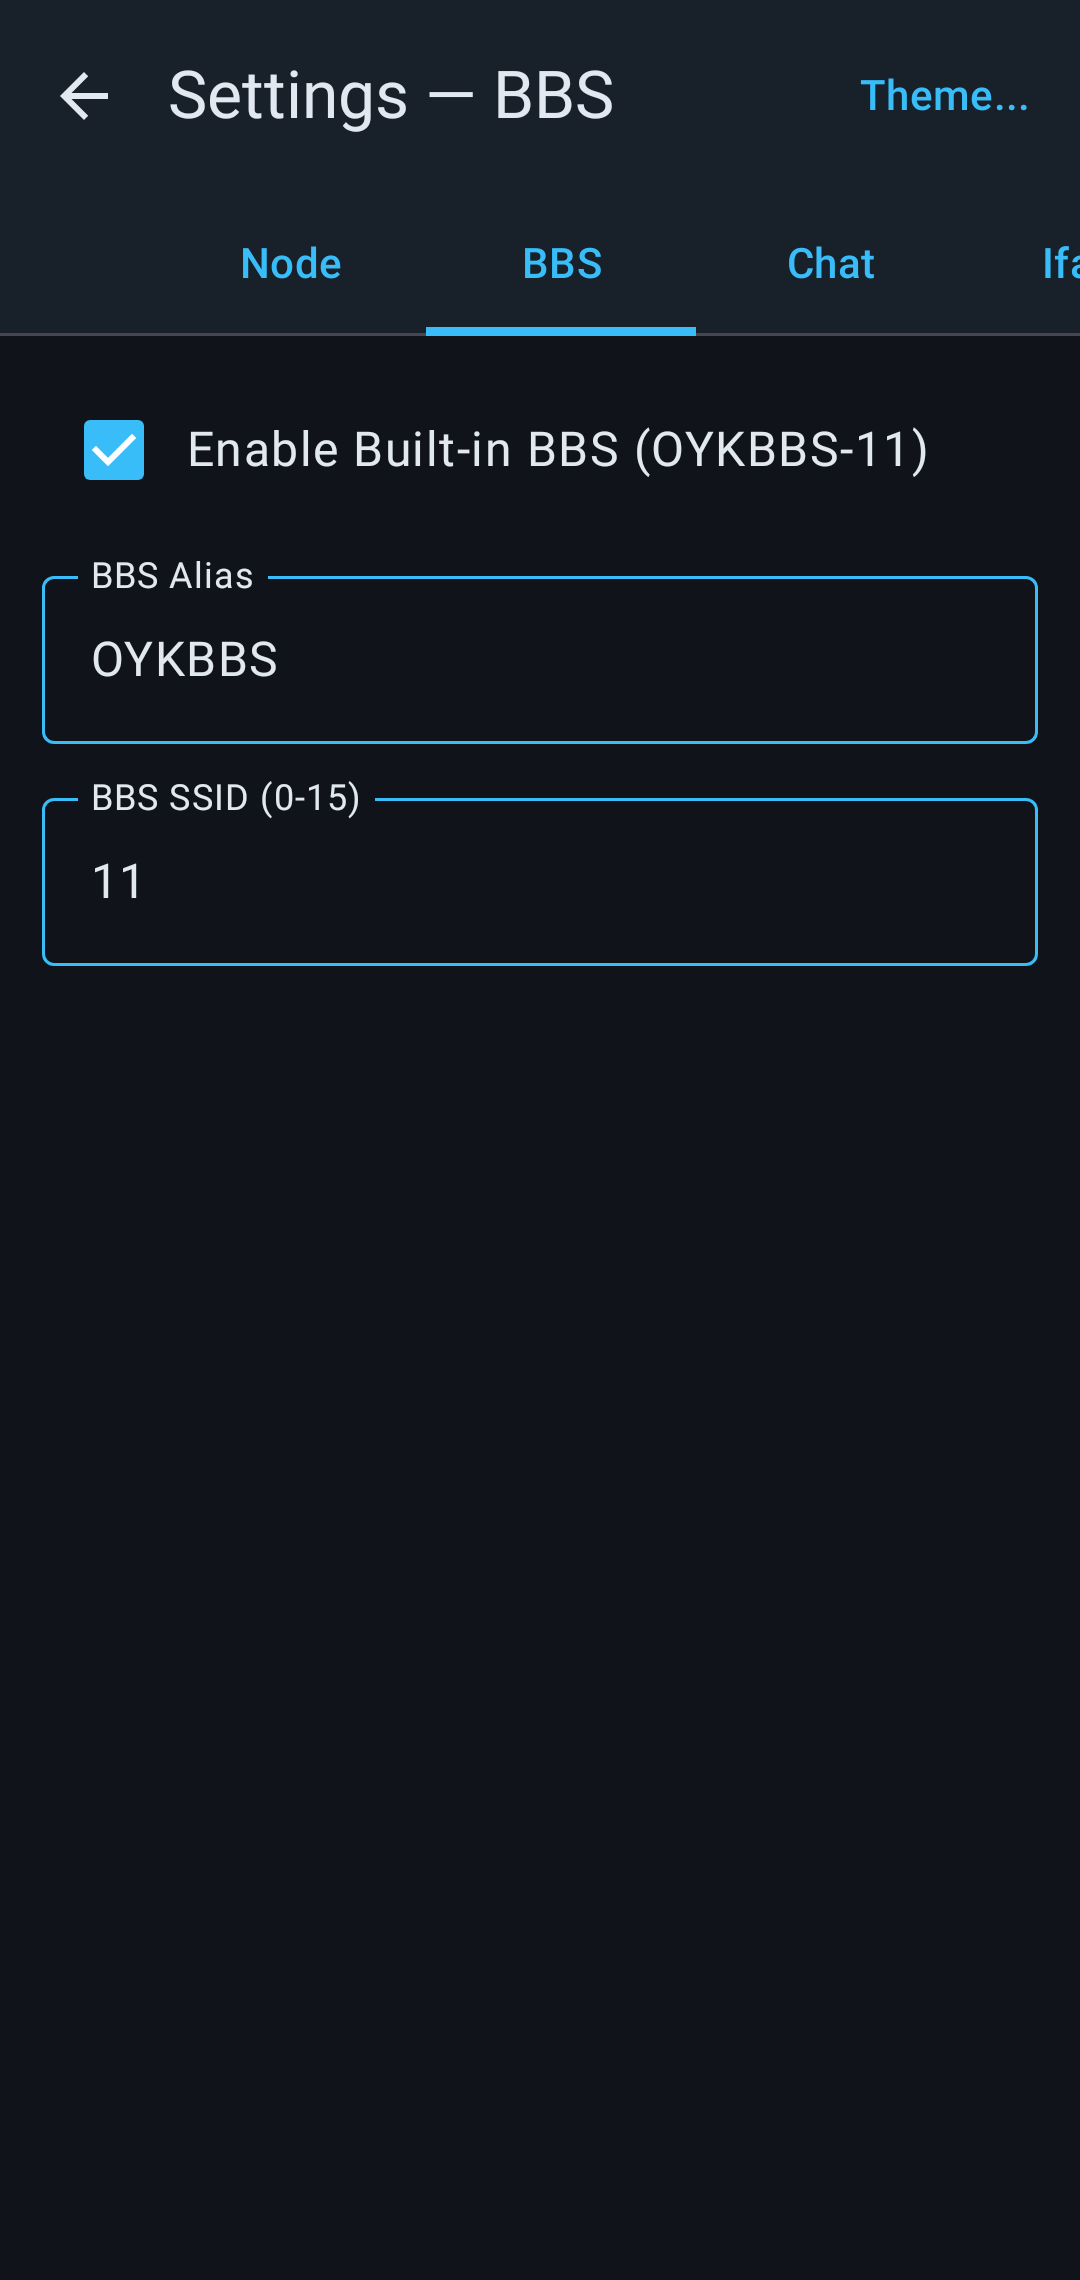 Settings — BBS
Theme...
Node
BBS
Chat
Ifa
Enable Built-in BBS (OYKBBS-11)
BBS Alias
OYKBBS
BBS SSID (0-15)
11